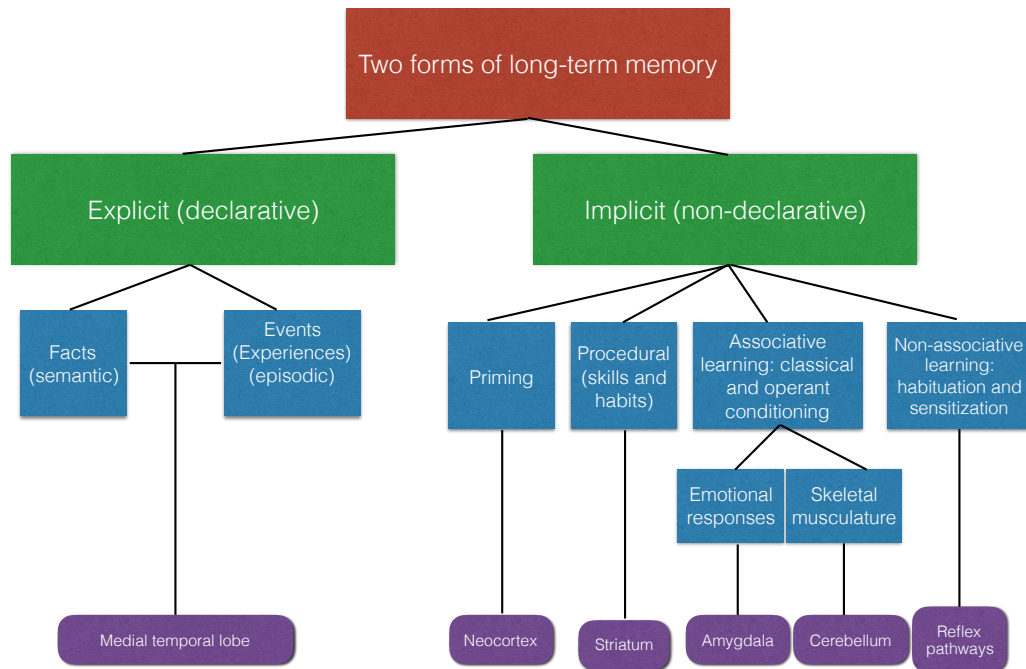 Two forms of long-term memory
Explicit (declarative)
Implicit (non-declarative)
Facts
(semantic)
Events
(Experiences)
(episodic)
Priming
Procedural
(skills and
habits)
Associative
learning: classical
and operant
conditioning
Non-associative
learning:
habituation and
sensitization
Emotional
responses
Skeletal
musculature
Medial temporal lobe
Neocortex
Striatum
Amygdala
Cerebellum
Reflex
pathways